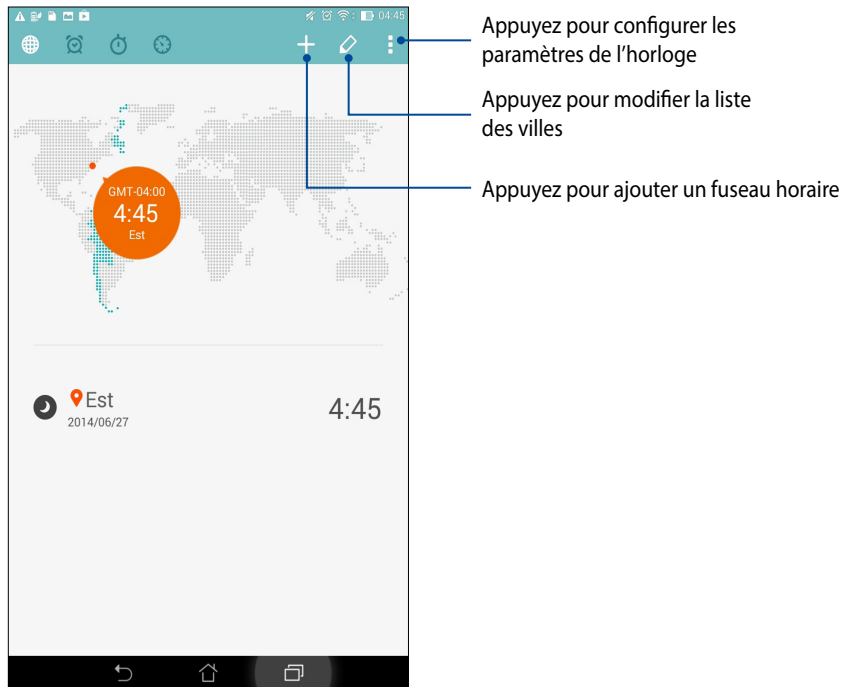 04:45
Appuyez pour configurer les
paramètres de l’horloge
Appuyez pour modifier la liste
des villes
Appuyez pour ajouter un fuseau horaire
GMT-04:00
4:45
Est
Est
2014/06/27
4:45